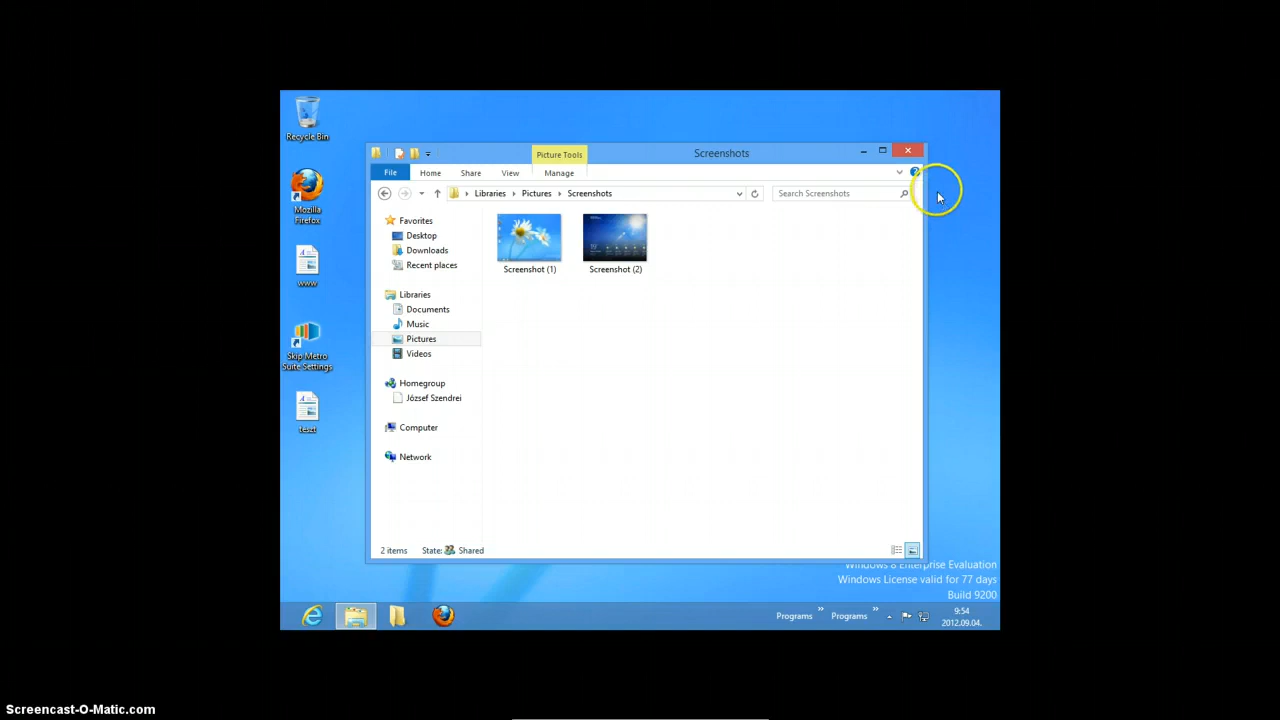 Recycle Bin
Mozilla
Firefox
www
Skip Metro
Suite Settings
teszt
Picture Tools
Screenshots
File
Home
Share
View
Manage
Libraries
Pictures
Screenshots
Search Screenshots
Favorites
Desktop
Downloads
Recent places
Libraries
Documents
Music
Pictures
Videos
Homegroup
József Szendrei
Computer
Network
Screenshot (1)
Screenshot (2)
2 items
State:
Shared
Windows 8 Enterprise Evaluation
Windows License valid for 77 days
Build 9200
Programs
Programs
9:54
2012.09.04.
Screencast-O-Matic.com